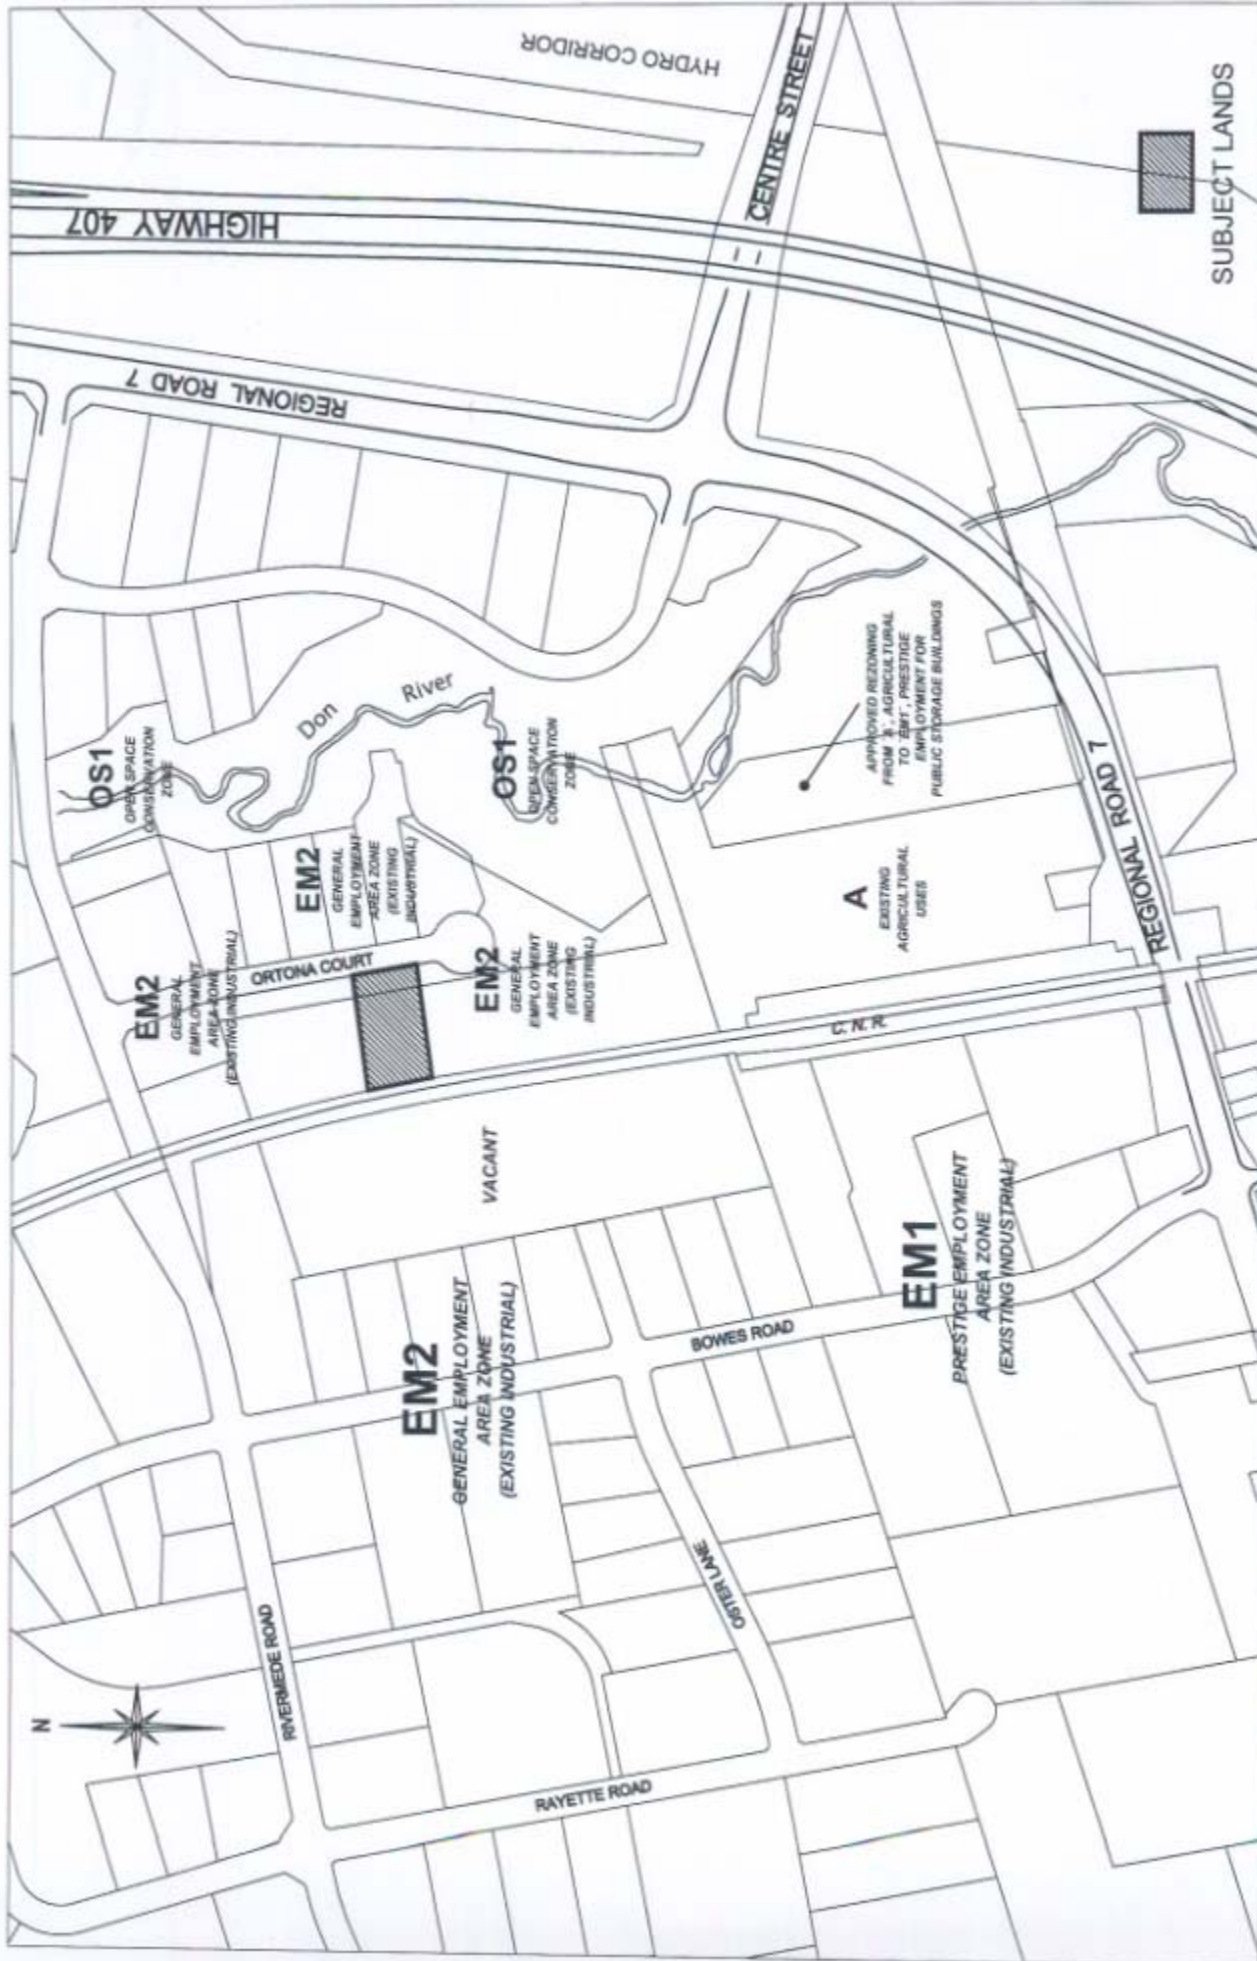 HYDRO CORRIDOR
CENTRE STREET
HIGHWAY 407
SUBJECT LANDS
REGIONAL ROAD 7
Don
River
OS1
OPEN SPACE
CONSERVATION
ZONE
OS1
OPEN SPACE
CONSERVATION
ZONE
APPROVED REZONING
FROM 'A', AGRICULTURAL
TO 'EM1', PRESTIGE
EMPLOYMENT FOR
PUBLIC STORAGE BUILDINGS
EM2
GENERAL
EMPLOYMENT
AREA ZONE
(EXISTING
INDUSTRIAL)
A
EXISTING
AGRICULTURAL
USES
REGIONAL ROAD 7
EM2
GENERAL
EMPLOYMENT
AREA ZONE
(EXISTING INDUSTRIAL)
ORTONA COURT
EM2
GENERAL
EMPLOYMENT
AREA ZONE
(EXISTING
INDUSTRIAL)
C. N. R.
VACANT
EM2
GENERAL EMPLOYMENT
AREA ZONE
(EXISTING INDUSTRIAL)
BOWES ROAD
EM1
PRESTIGE EMPLOYMENT
AREA ZONE
(EXISTING INDUSTRIAL)
OSTER LANE
RIVERMEDE ROAD
N
RAYETTE ROAD